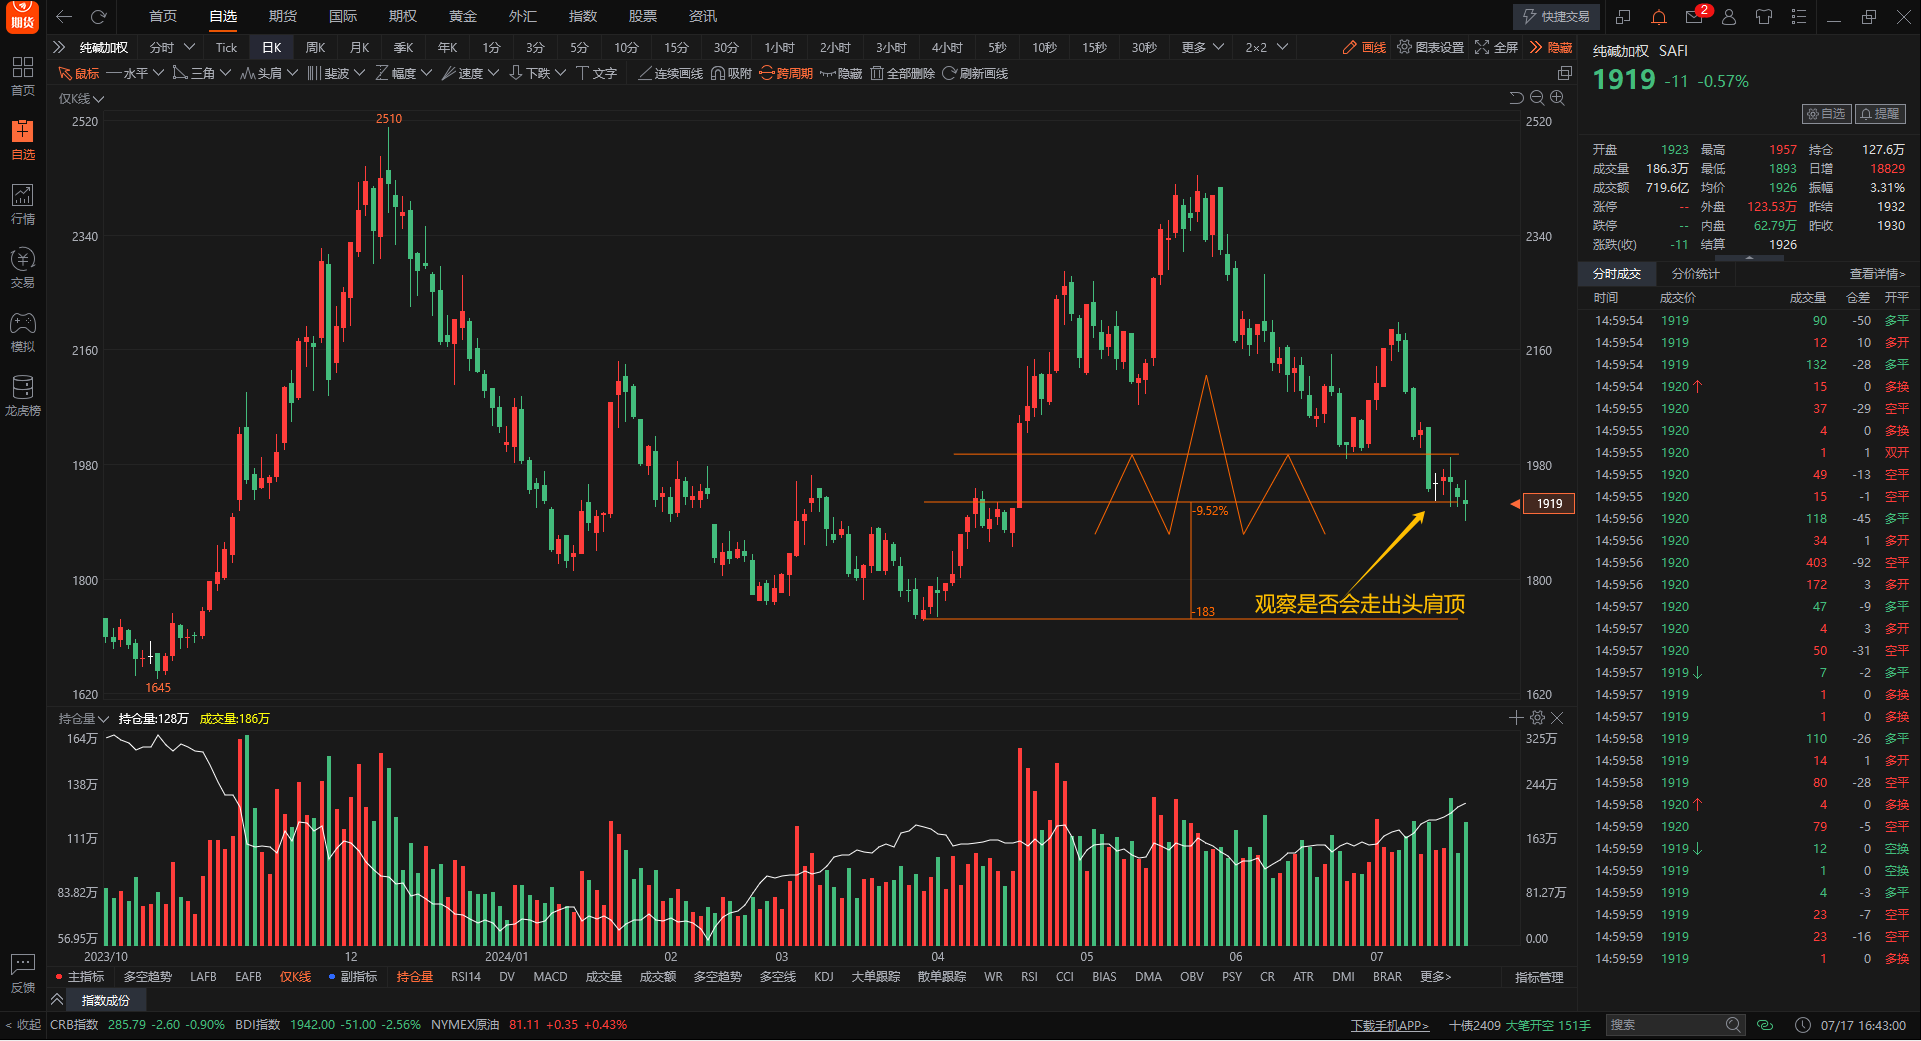 期货 首页 自选 期货 国际 期权 黄金 外汇 指数 股票 资讯 快捷交易 2
纯碱加权 分时 Tick 日K 周K 月K 季K 年K 1分 3分 5分 10分 15分 30分 1小时 2小时 3小时 4小时 5秒 10秒 15秒 30秒 更多 2×2 画线 图表设置 全屏 隐藏
鼠标 水平 三角 头肩 斐波 幅度 速度 下跌 文字 连续画线 吸附 跨周期 隐藏 全部删除 刷新画线
首页
自选
行情
交易
模拟
龙虎榜
反馈
< 收起
仅K线
2520 2510 2520
2340 2340
2160 2160
1980 1980
-9.52% 1919
1800 1800
观察是否会走出头肩顶
-183
1645
1620 1620
持仓量 持仓量:128万 成交量:186万
164万 325万
138万 244万
111万 163万
83.82万 81.27万
56.95万 0.00
2023/10 12 2024/01 02 03 04 05 06 07
主指标 多空趋势 LAFB EAFB 仅K线 副指标 持仓量 RSI14 DV MACD 成交量 成交额 多空趋势 多空线 KDJ 大单跟踪 散单跟踪 WR RSI CCI BIAS DMA OBV PSY CR ATR DMI BRAR 更多> 指标管理
指数成份
纯碱加权 SAFI
1919 -11 -0.57%
自选 提醒
开盘 1923 最高 1957 持仓 127.6万
成交量 186.3万 最低 1893 日增 18829
成交额 719.6亿 均价 1926 振幅 3.31%
涨停 -- 外盘 123.53万 昨结 1932
跌停 -- 内盘 62.79万 昨收 1930
涨跌(收) -11 结算 1926
分时成交 分价统计 查看详情>
时间 成交价 成交量 仓差 开平
14:59:54 1919 90 -50 多平
14:59:54 1919 12 10 多开
14:59:54 1919 132 -28 多平
14:59:54 1920↑ 15 0 多换
14:59:55 1920 37 -29 空平
14:59:55 1920 4 0 多换
14:59:55 1920 1 1 双开
14:59:55 1920 49 -13 空平
14:59:55 1920 15 -1 空平
14:59:56 1920 118 -45 多平
14:59:56 1920 34 1 多开
14:59:56 1920 403 -92 空平
14:59:56 1920 172 3 多开
14:59:57 1920 47 -9 多平
14:59:57 1920 4 3 多开
14:59:57 1920 50 -31 空平
14:59:57 1919↓ 7 -2 多平
14:59:57 1919 1 0 多换
14:59:57 1919 1 0 多换
14:59:58 1919 110 -26 多平
14:59:58 1919 14 1 多开
14:59:58 1919 80 -28 空平
14:59:58 1920↑ 4 0 多换
14:59:59 1920 79 -5 空平
14:59:59 1919↓ 12 0 空换
14:59:59 1919 1 0 空换
14:59:59 1919 4 -3 多平
14:59:59 1919 23 -7 空平
14:59:59 1919 23 -16 空平
14:59:59 1919 1 0 多换
CRB指数 285.79 -2.60 -0.90% BDI指数 1942.00 -51.00 -2.56% NYMEX原油 81.11 +0.35 +0.43% 下载手机APP> 十债2409 大笔开空 151手 搜索 07/17 16:43:00